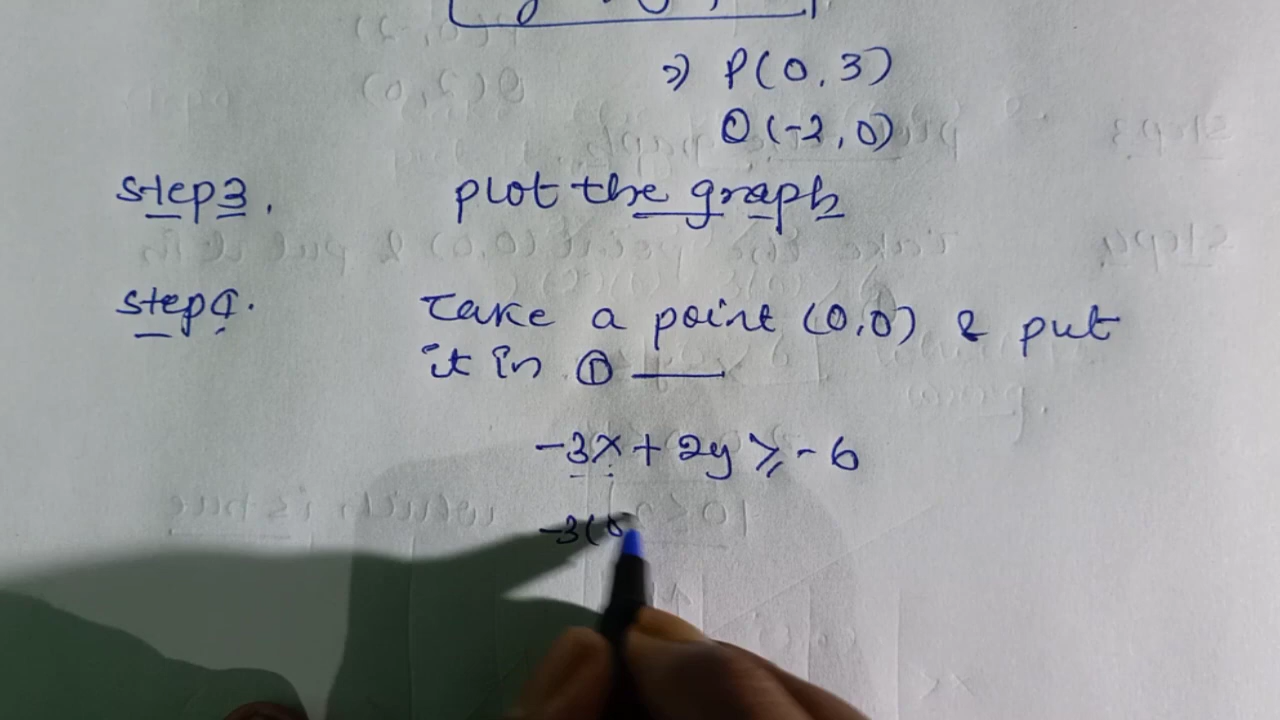 ⇒ P(0,3)
Q(-2,0)
Step3. plot the graph
Step4. Take a point (0,0) & put
it in ①
-3x + 2y ≥ -6
-3(0